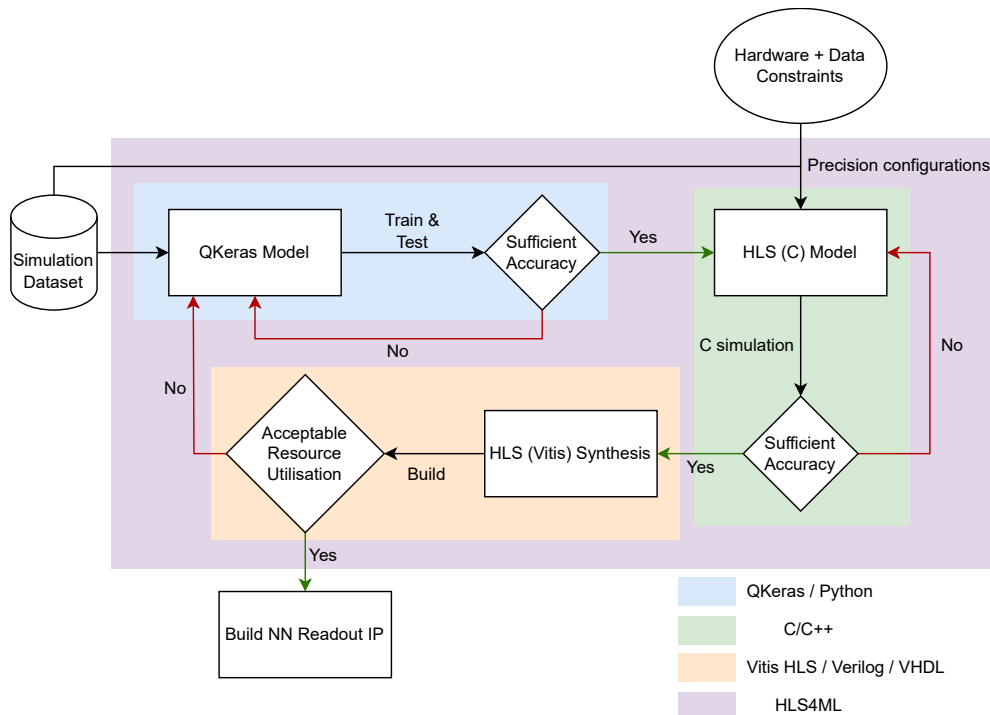 Hardware + Data
Constraints
Precision configurations
Simulation
Dataset
QKeras Model
Train &
Test
Sufficient
Accuracy
Yes
HLS (C) Model
No
C simulation
No
No
Acceptable
Resource
Utilisation
Build
HLS (Vitis) Synthesis
Yes
Sufficient
Accuracy
Yes
Build NN Readout IP
QKeras / Python
C/C++
Vitis HLS / Verilog / VHDL
HLS4ML